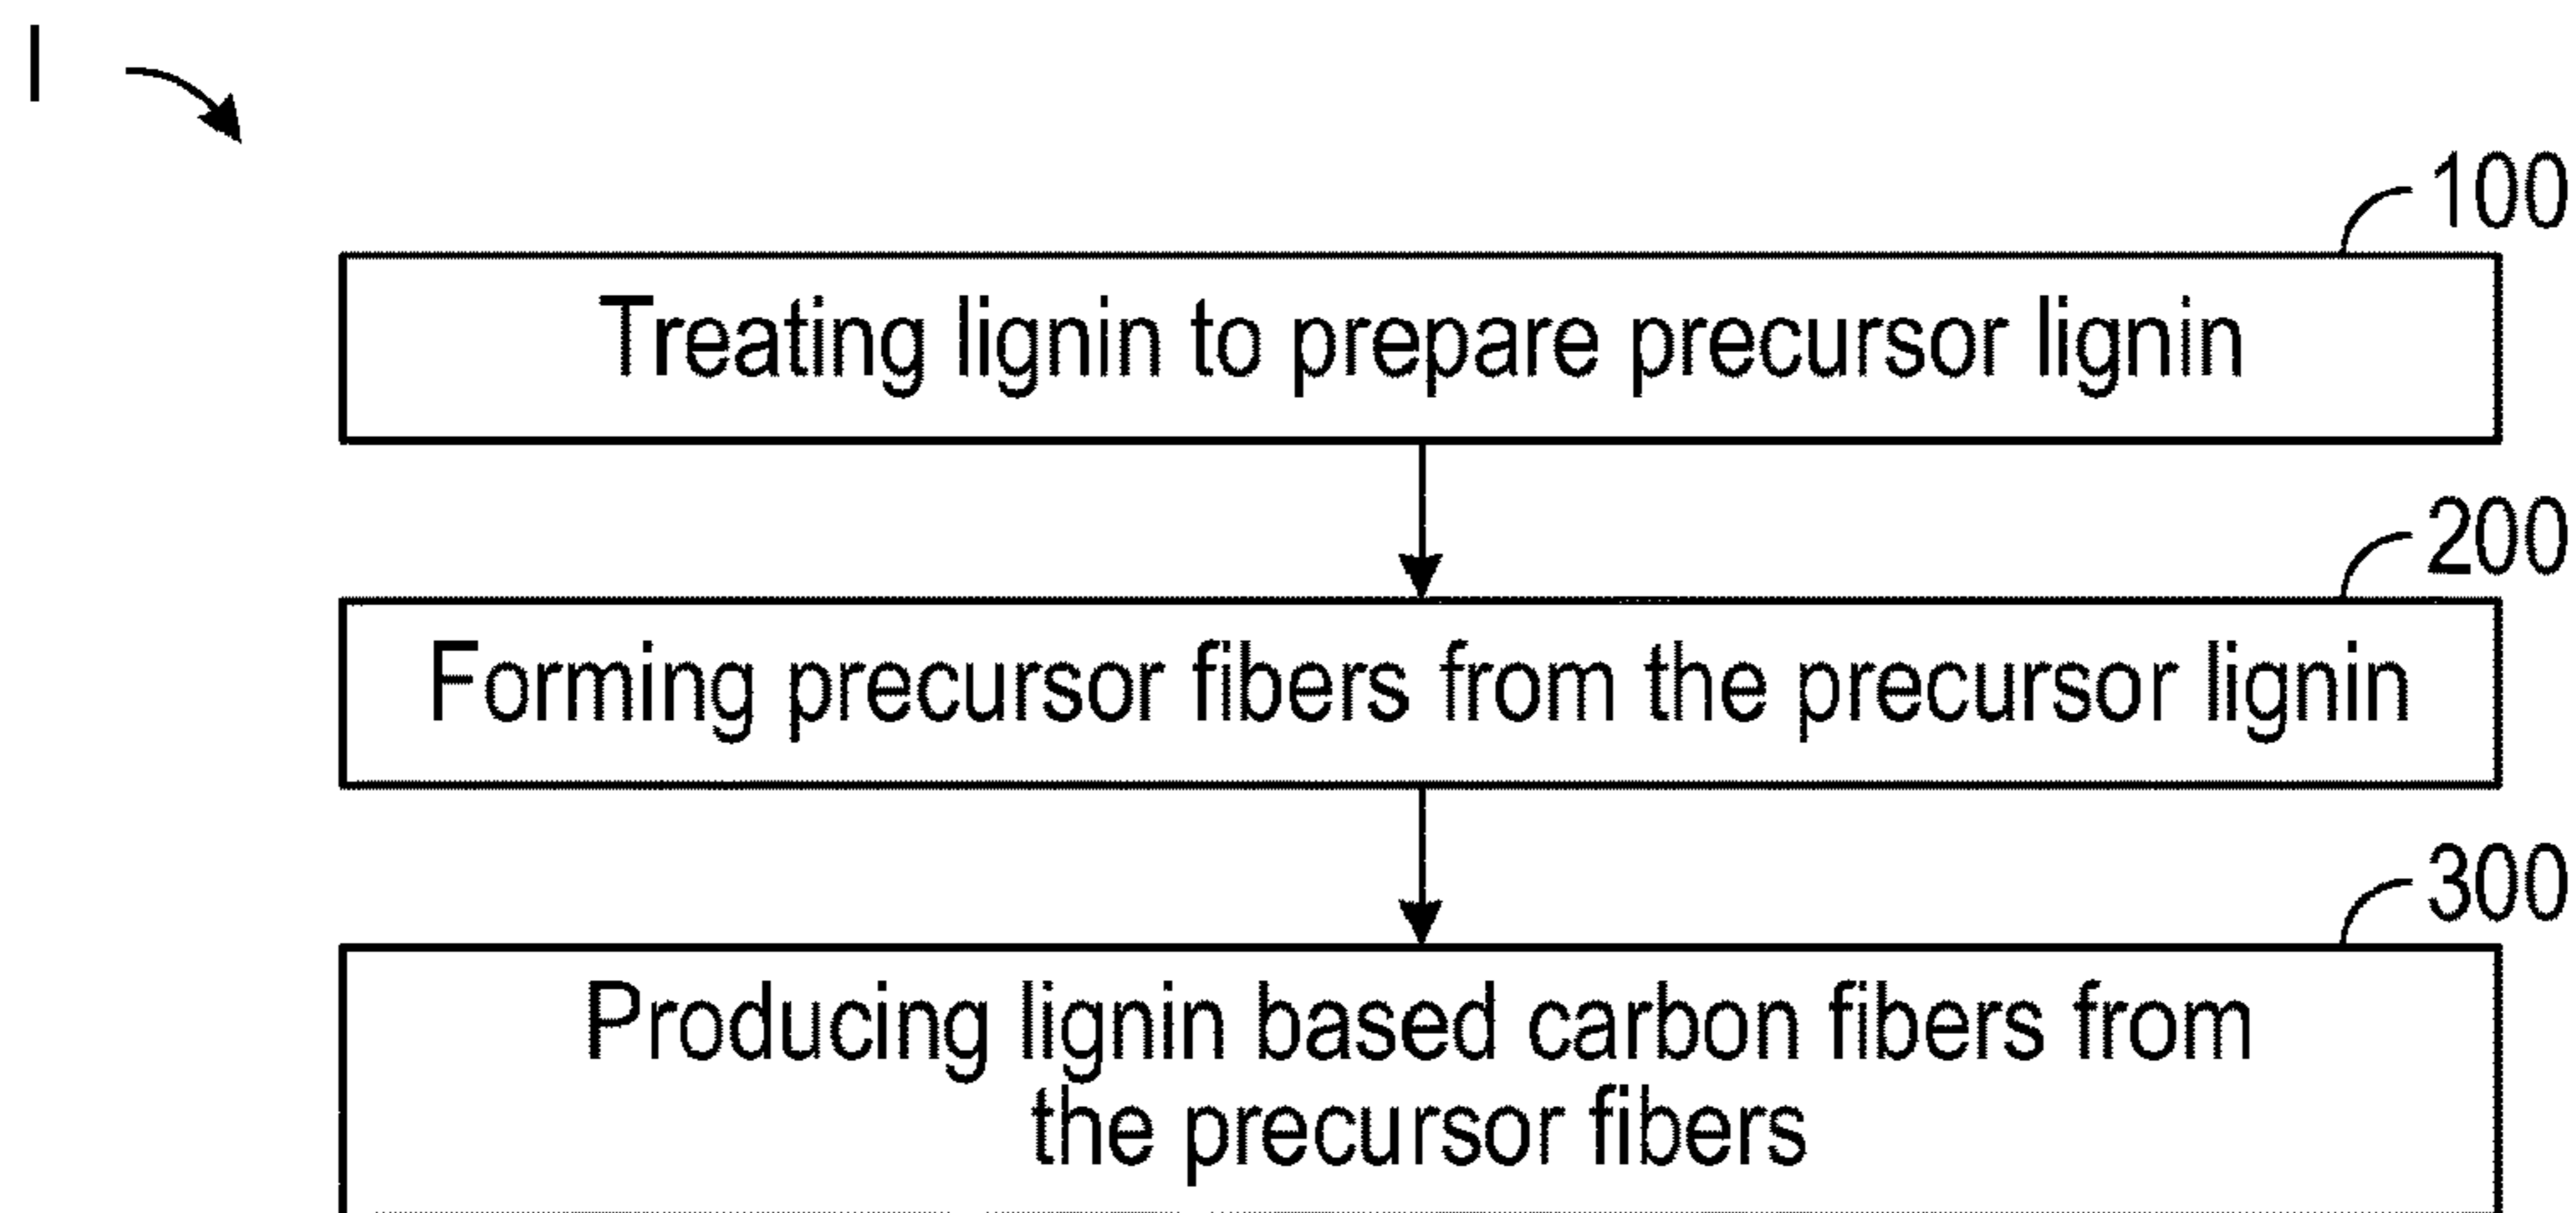 I
100
Treating lignin to prepare precursor lignin
200
Forming precursor fibers from the precursor lignin
300
Producing lignin based carbon fibers from
the precursor fibers